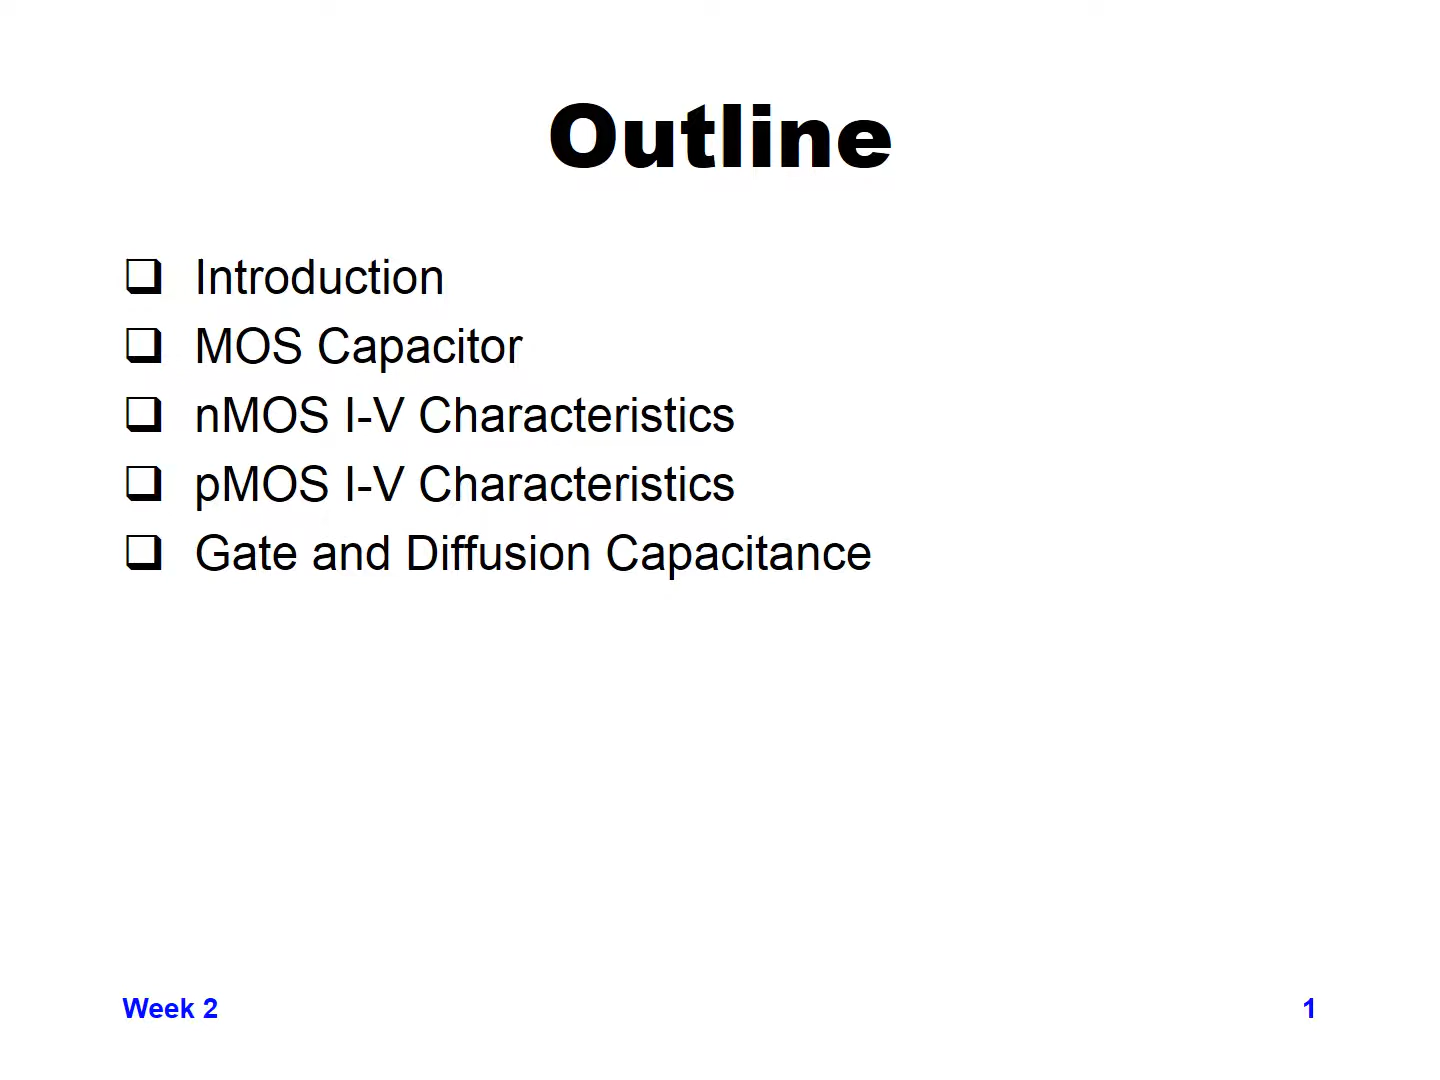 Outline
❑ Introduction
❑ MOS Capacitor
❑ nMOS I-V Characteristics
❑ pMOS I-V Characteristics
❑ Gate and Diffusion Capacitance
Week 2
1